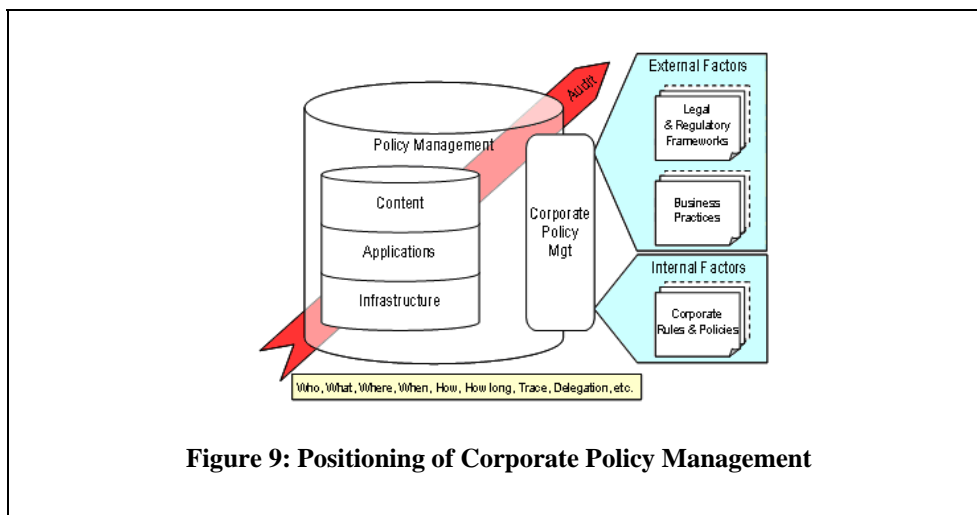 Audit
Policy Management
Content
Applications
Infrastructure
Corporate
Policy
Mgt
External Factors
Legal
& Regulatory
Frameworks
Business
Practices
Internal Factors
Corporate
Rules & Policies
Who, What, Where, When, How, How long, Trace, Delegation, etc.
Figure 9: Positioning of Corporate Policy Management